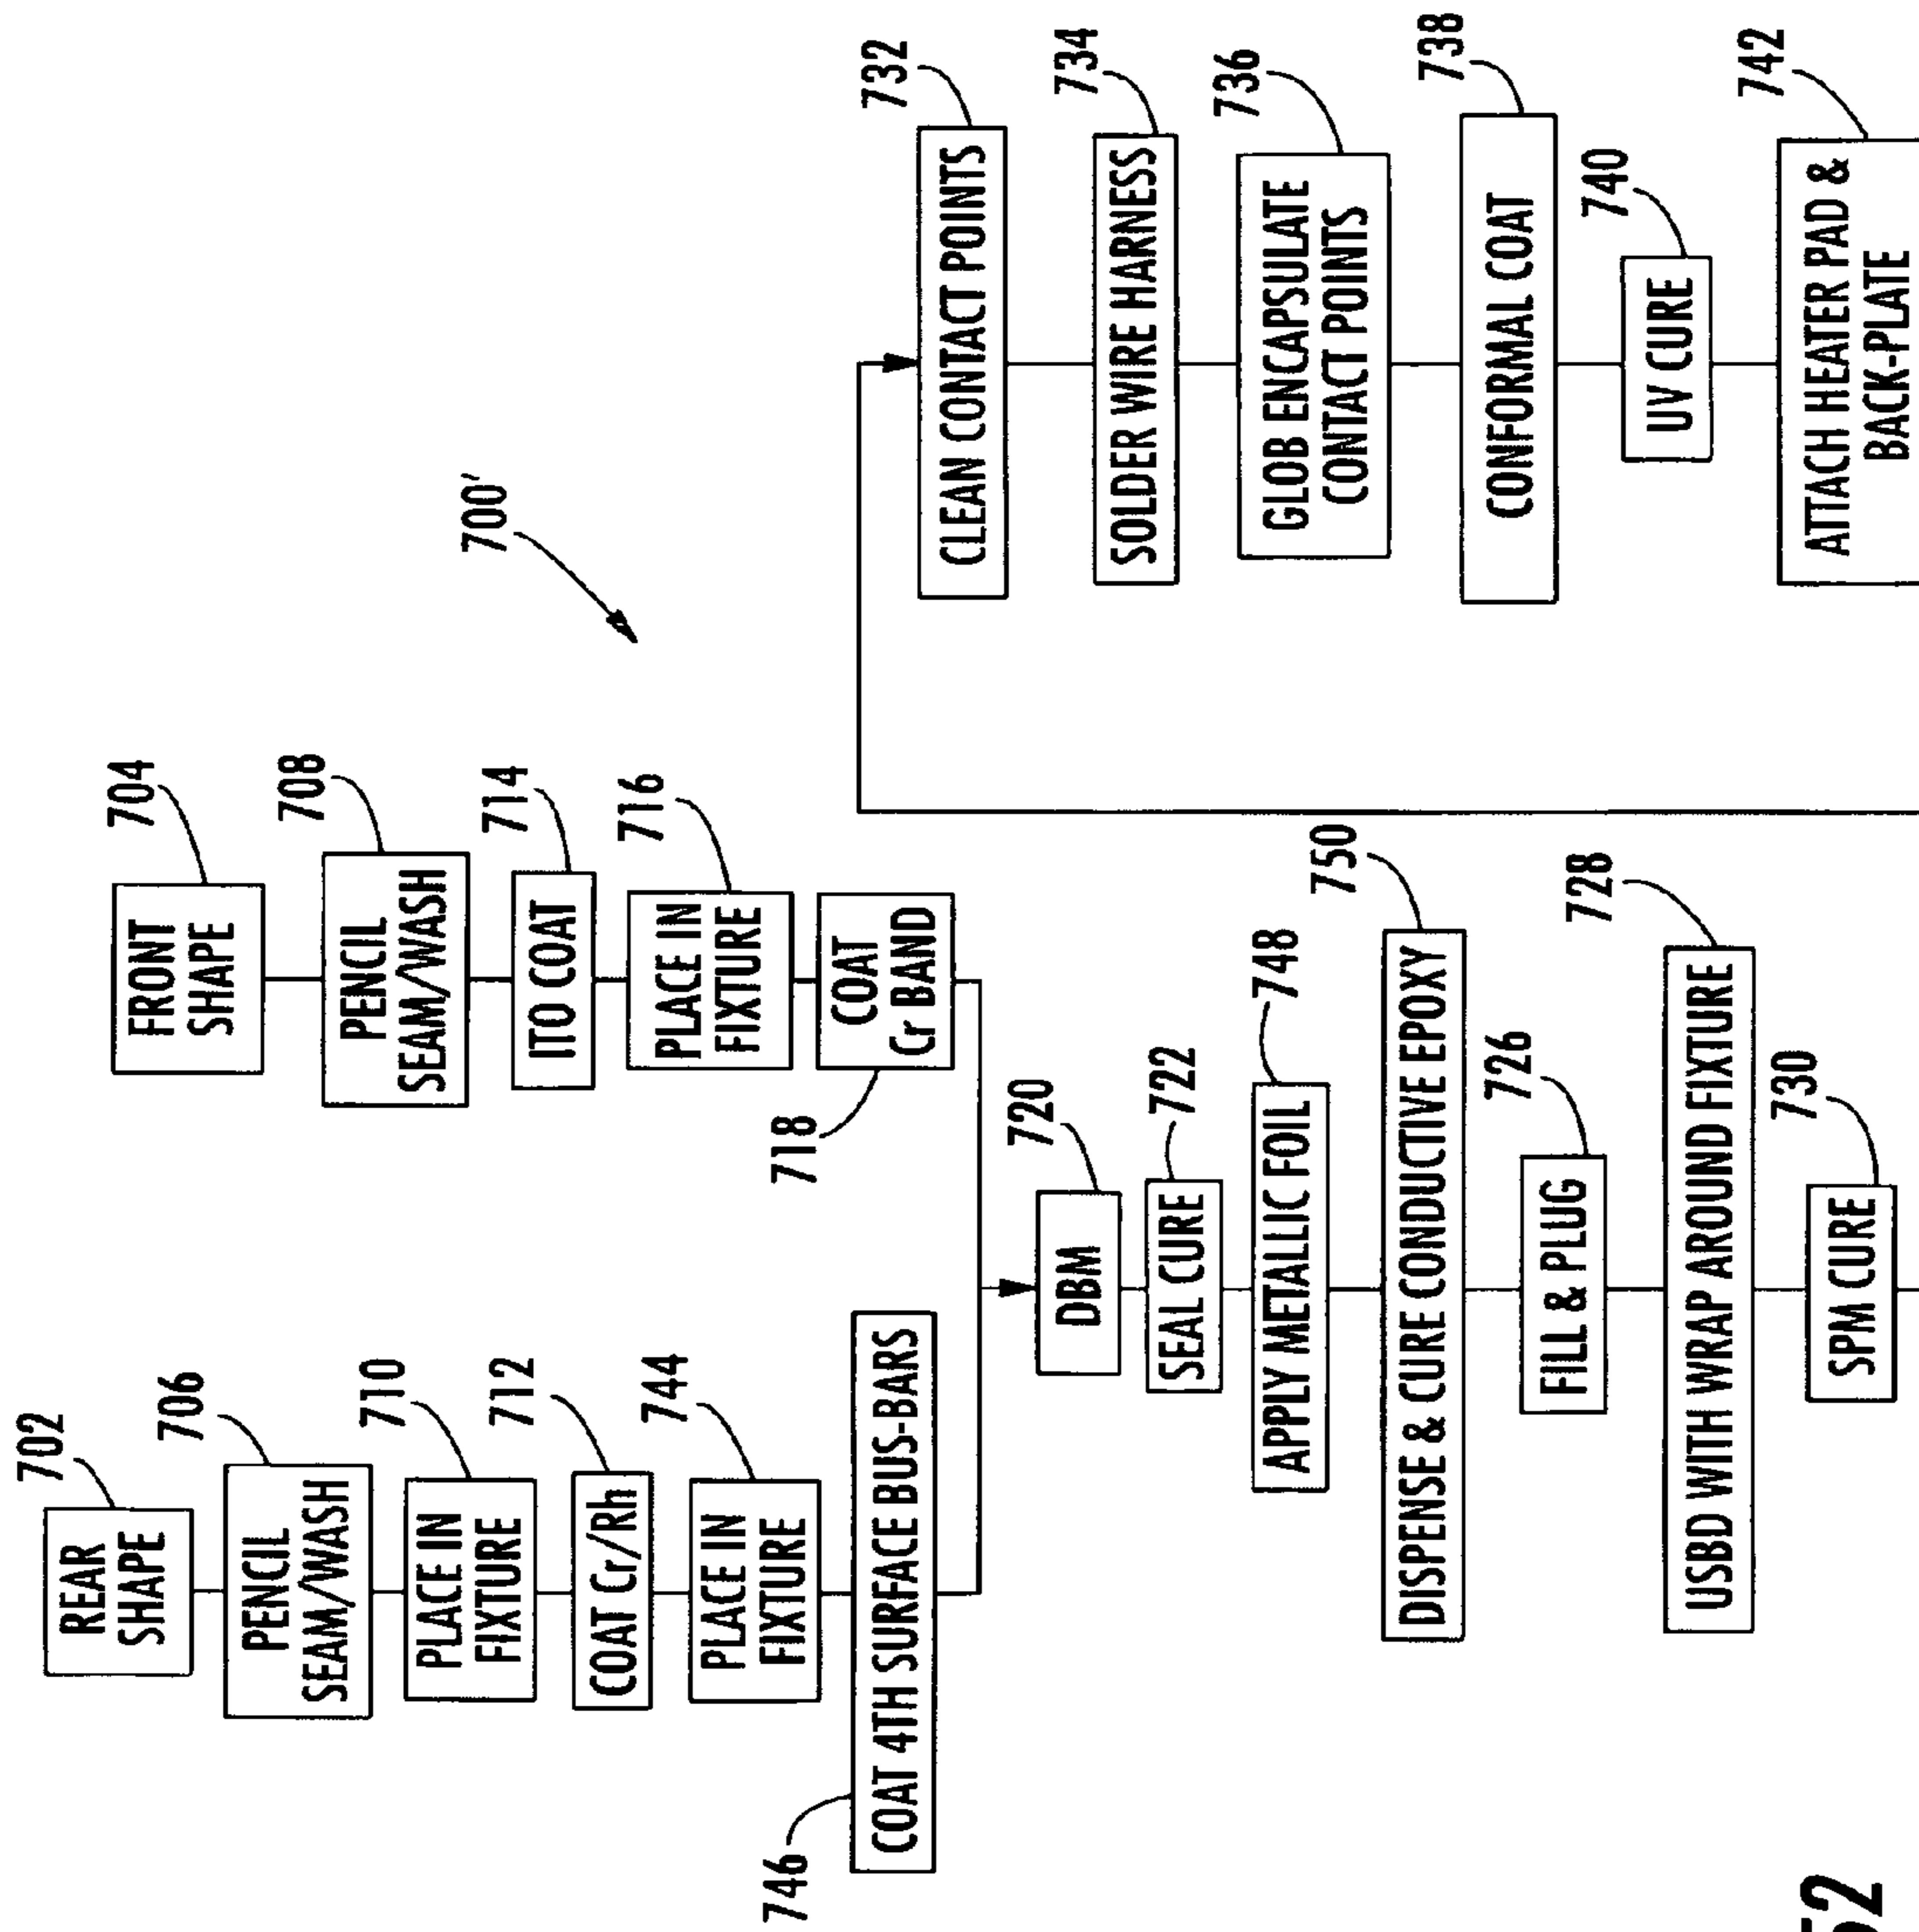 702
REAR
SHAPE
706
PENCIL
SEAM/WASH
710
PLACE IN
FIXTURE
712
COAT Cr/Rh
744
PLACE IN
FIXTURE
746
COAT 4TH SURFACE BUS-BARS
704
FRONT
SHAPE
708
PENCIL
SEAM/WASH
714
ITO COAT
716
PLACE IN
FIXTURE
718
COAT
Cr BAND
720
DBM
722
SEAL CURE
748
APPLY METALLIC FOIL
750
DISPENSE & CURE CONDUCTIVE EPOXY
726
FILL & PLUG
728
USBD WITH WRAP AROUND FIXTURE
730
SPM CURE
700'
732
CLEAN CONTACT POINTS
734
SOLDER WIRE HARNESS
736
GLOB ENCAPSULATE
CONTACT POINTS
738
CONFORMAL COAT
740
UV CURE
742
ATTACH HEATER PAD &
BACK-PLATE
52